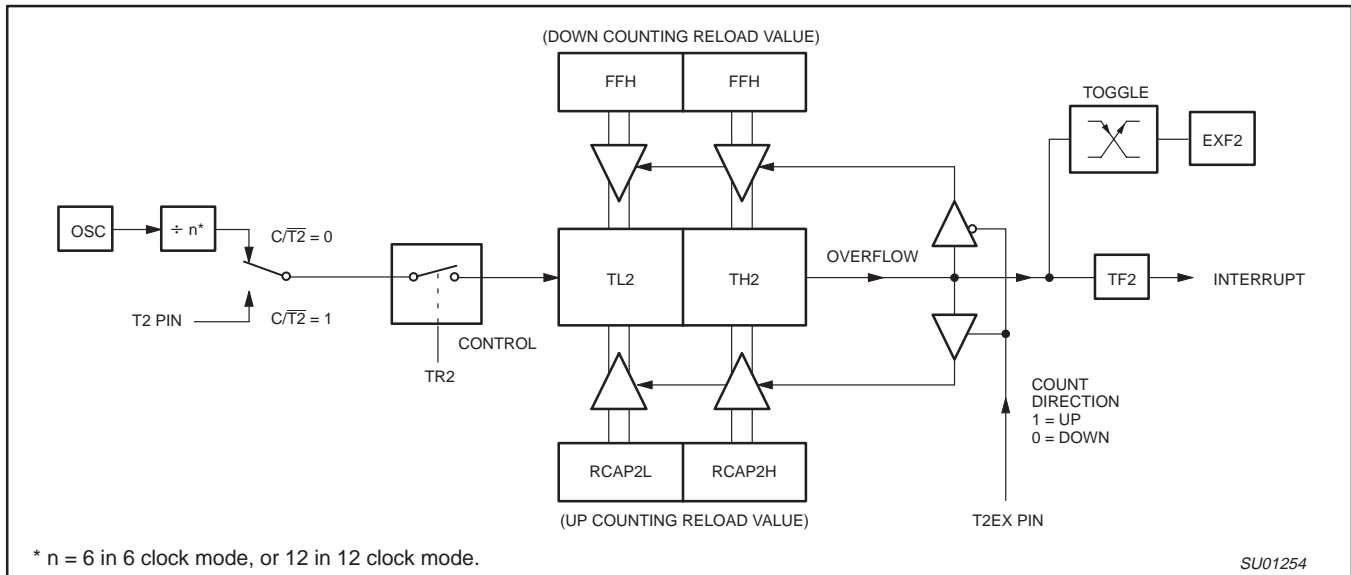 (DOWN COUNTING RELOAD VALUE)
FFH
FFH
TOGGLE
EXF2
OSC
÷ n*
C/T2̅ = 0
OVERFLOW
TL2
TH2
TF2
INTERRUPT
T2 PIN
C/T2̅ = 1
CONTROL
TR2
COUNT
DIRECTION
1 = UP
0 = DOWN
RCAP2L
RCAP2H
(UP COUNTING RELOAD VALUE)
T2EX PIN
* n = 6 in 6 clock mode, or 12 in 12 clock mode.
SU01254